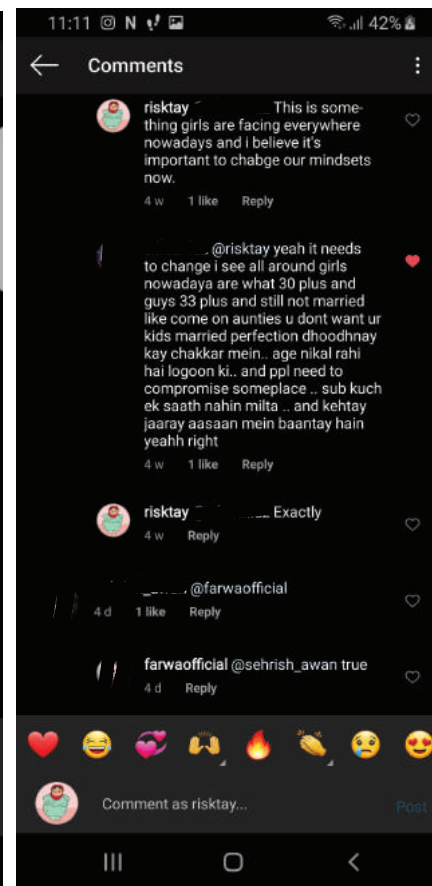 11:11 N 42%
Comments
risktay This is some-
thing girls are facing everywhere
nowadays and i believe it's
important to chabge our mindsets
now.
4 w 1 like Reply
@risktay yeah it needs
to change i see all around girls
nowadaya are what 30 plus and
guys 33 plus and still not married
like come on aunties u dont want ur
kids married perfection dhoodhnay
kay chakkar mein.. age nikal rahi
hai logoon ki.. and ppl need to
compromise someplace .. sub kuch
ek saath nahin milta .. and kehtay
jaaray aasaan mein baantay hain
yeahh right
4 w 1 like Reply
risktay Exactly
4 w Reply
@farwaofficial
4 d 1 like Reply
farwaofficial @sehrish_awan true
4 d Reply
Comment as risktay... Post